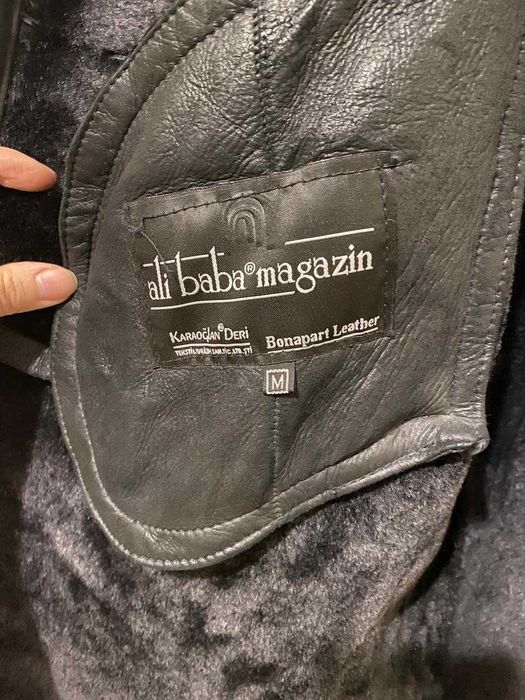 ali baba® magazin
KARAOĞLAN® DERİ
Bonapart Leather
M